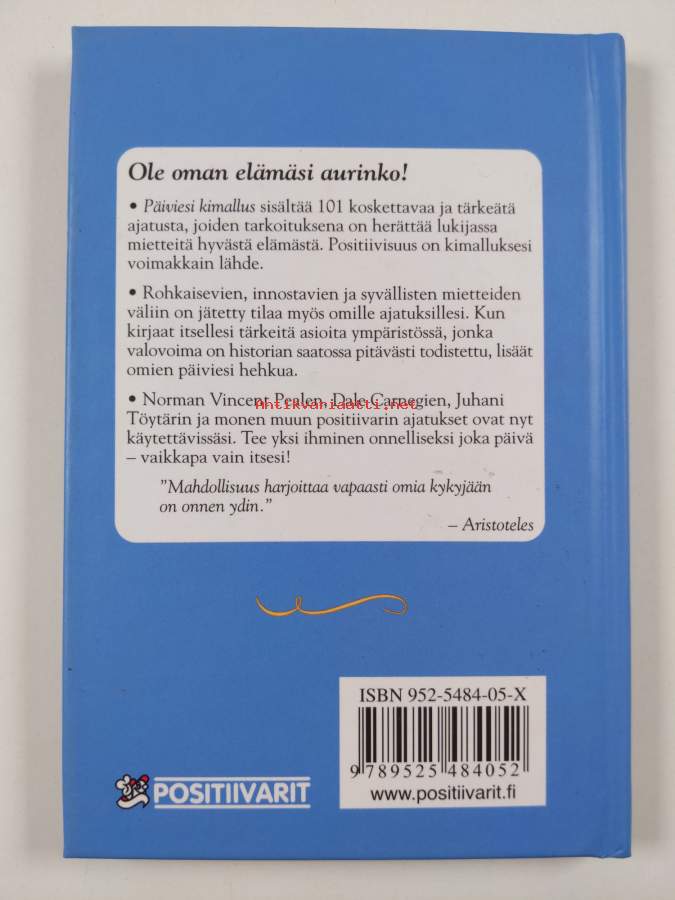 Ole oman elämäsi aurinko!
• Päiviesi kimallus sisältää 101 koskettavaa ja tärkeätä
ajatusta, joiden tarkoituksena on herättää lukijassa
mietteitä hyvästä elämästä. Positiivisuus on kimalluksesi
voimakkain lähde.
• Rohkaisevien, innostavien ja syvällisten mietteiden
väliin on jätetty tilaa myös omille ajatuksillesi. Kun
kirjaat itsellesi tärkeitä asioita ympäristössä, jonka
valovoima on historian saatossa pitävästi todistettu, lisäät
omien päiviesi hehkua.
• Norman Vincent Pealen, Dale Carnegien, Juhani
Antikvariaatti.net
Töytärin ja monen muun positiivarin ajatukset ovat nyt
käytettävissäsi. Tee yksi ihminen onnelliseksi joka päivä
– vaikkapa vain itsesi!
”Mahdollisuus harjoittaa vapaasti omia kykyjään
on onnen ydin.”
– Aristoteles
ISBN 952-5484-05-X
9 789525 484052
www.positiivarit.fi
POSITIIVARIT